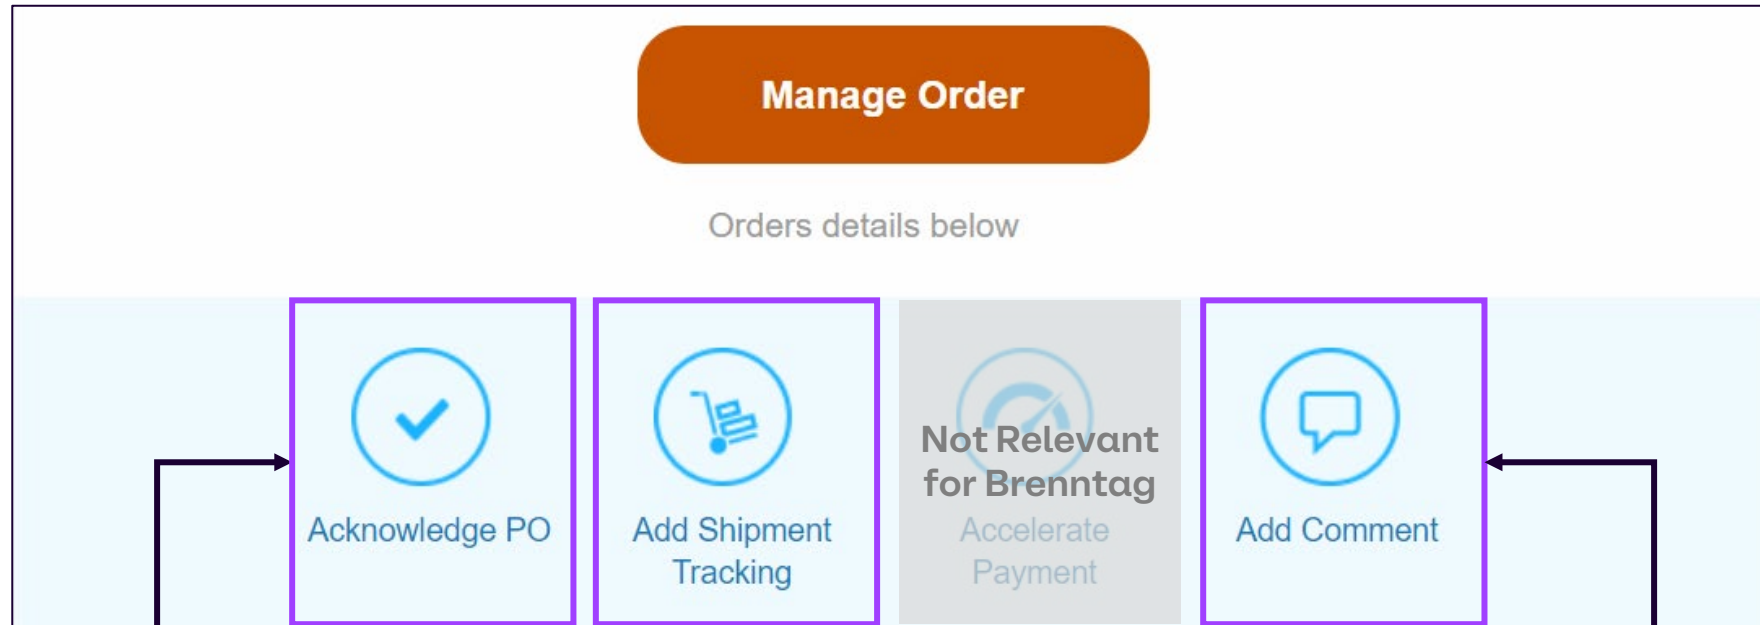 Manage Order
Orders details below
Acknowledge PO
Add Shipment
Tracking
Not Relevant
for Brenntag
Accelerate
Payment
Add Comment